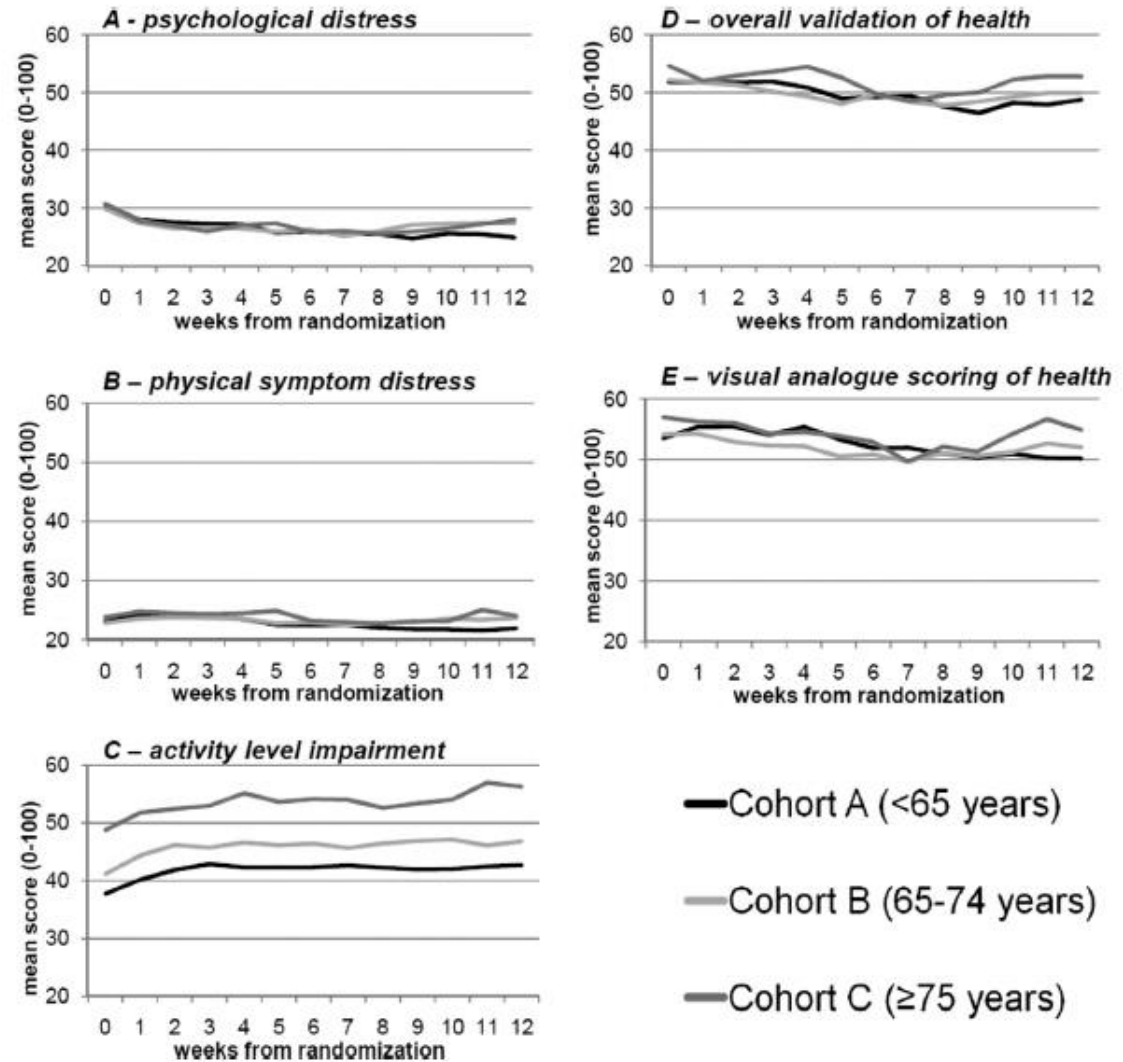 A - psychological distress
60
50
40
30
20
mean score (0-100)
0 1 2 3 4 5 6 7 8 9 10 11 12
weeks from randomization
B – physical symptom distress
60
50
40
30
20
mean score (0-100)
0 1 2 3 4 5 6 7 8 9 10 11 12
weeks from randomization
C – activity level impairment
60
50
40
30
20
mean score (0-100)
0 1 2 3 4 5 6 7 8 9 10 11 12
weeks from randomization
D – overall validation of health
60
50
40
30
20
mean score (0-100)
0 1 2 3 4 5 6 7 8 9 10 11 12
weeks from randomization
E – visual analogue scoring of health
60
50
40
30
20
mean score (0-100)
0 1 2 3 4 5 6 7 8 9 10 11 12
weeks from randomization
Cohort A (<65 years)
Cohort B (65-74 years)
Cohort C (≥75 years)